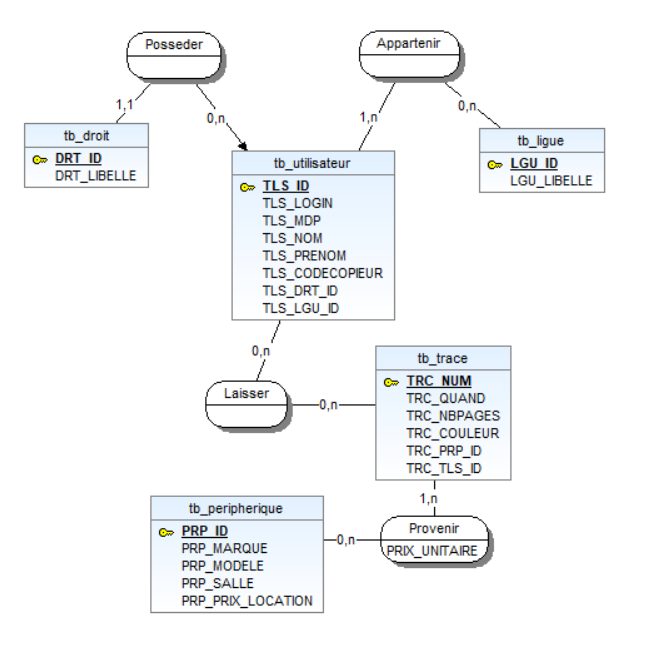 Posseder
Appartenir
1,1
0,n
1,n
0,n
tb_droit
DRT_ID
DRT_LIBELLE
tb_ligue
LGU_ID
LGU_LIBELLE
tb_utilisateur
TLS_ID
TLS_LOGIN
TLS_MDP
TLS_NOM
TLS_PRENOM
TLS_CODECOPIEUR
TLS_DRT_ID
TLS_LGU_ID
0,n
Laisser
0,n
tb_trace
TRC_NUM
TRC_QUAND
TRC_NBPAGES
TRC_COULEUR
TRC_PRP_ID
TRC_TLS_ID
1,n
tb_peripherique
PRP_ID
PRP_MARQUE
PRP_MODELE
PRP_SALLE
PRP_PRIX_LOCATION
0,n
Provenir
PRIX_UNITAIRE